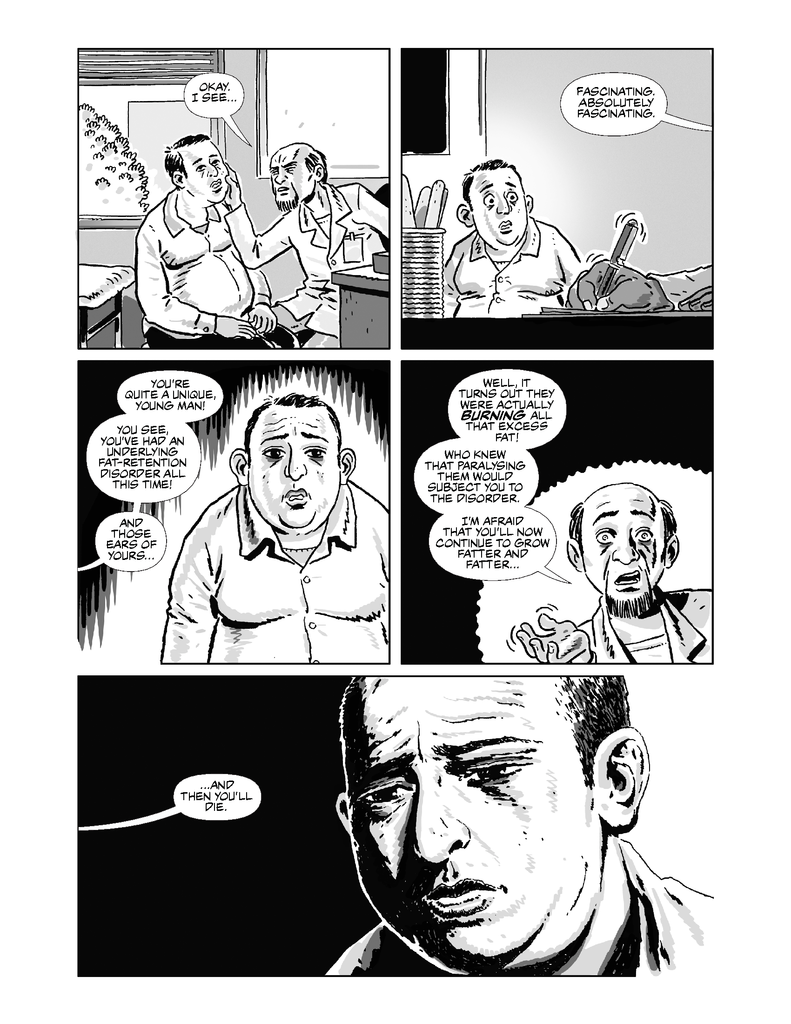 OKAY.
I SEE...
FASCINATING.
ABSOLUTELY
FASCINATING.
YOU'RE
QUITE A UNIQUE,
YOUNG MAN!
YOU SEE,
YOU'VE HAD AN
UNDERLYING
FAT-RETENTION
DISORDER ALL
THIS TIME!
AND
THOSE
EARS OF
YOURS...
WELL, IT
TURNS OUT THEY
WERE ACTUALLY
BURNING ALL
THAT EXCESS
FAT!
WHO KNEW
THAT PARALYSING
THEM WOULD
SUBJECT YOU TO
THE DISORDER.
I'M AFRAID
THAT YOU'LL NOW
CONTINUE TO GROW
FATTER AND
FATTER...
...AND
THEN YOU'LL
DIE.